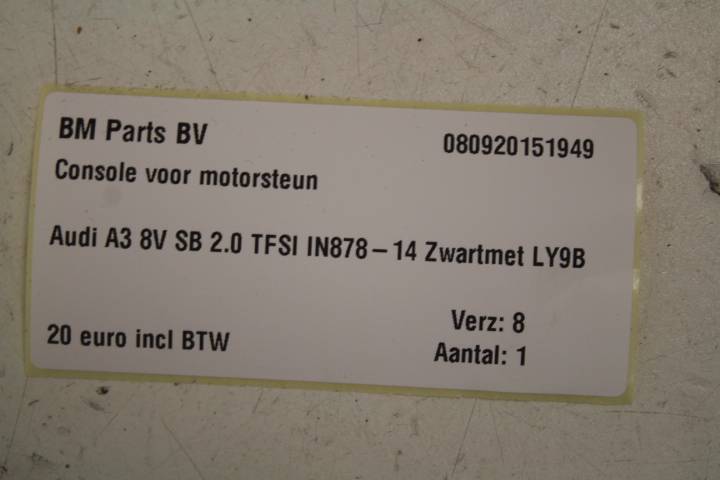 BM Parts BV 080920151949
Console voor motorsteun
Audi A3 8V SB 2.0 TFSI IN878-14 Zwartmet LY9B
Verz: 8
20 euro incl BTW Aantal: 1